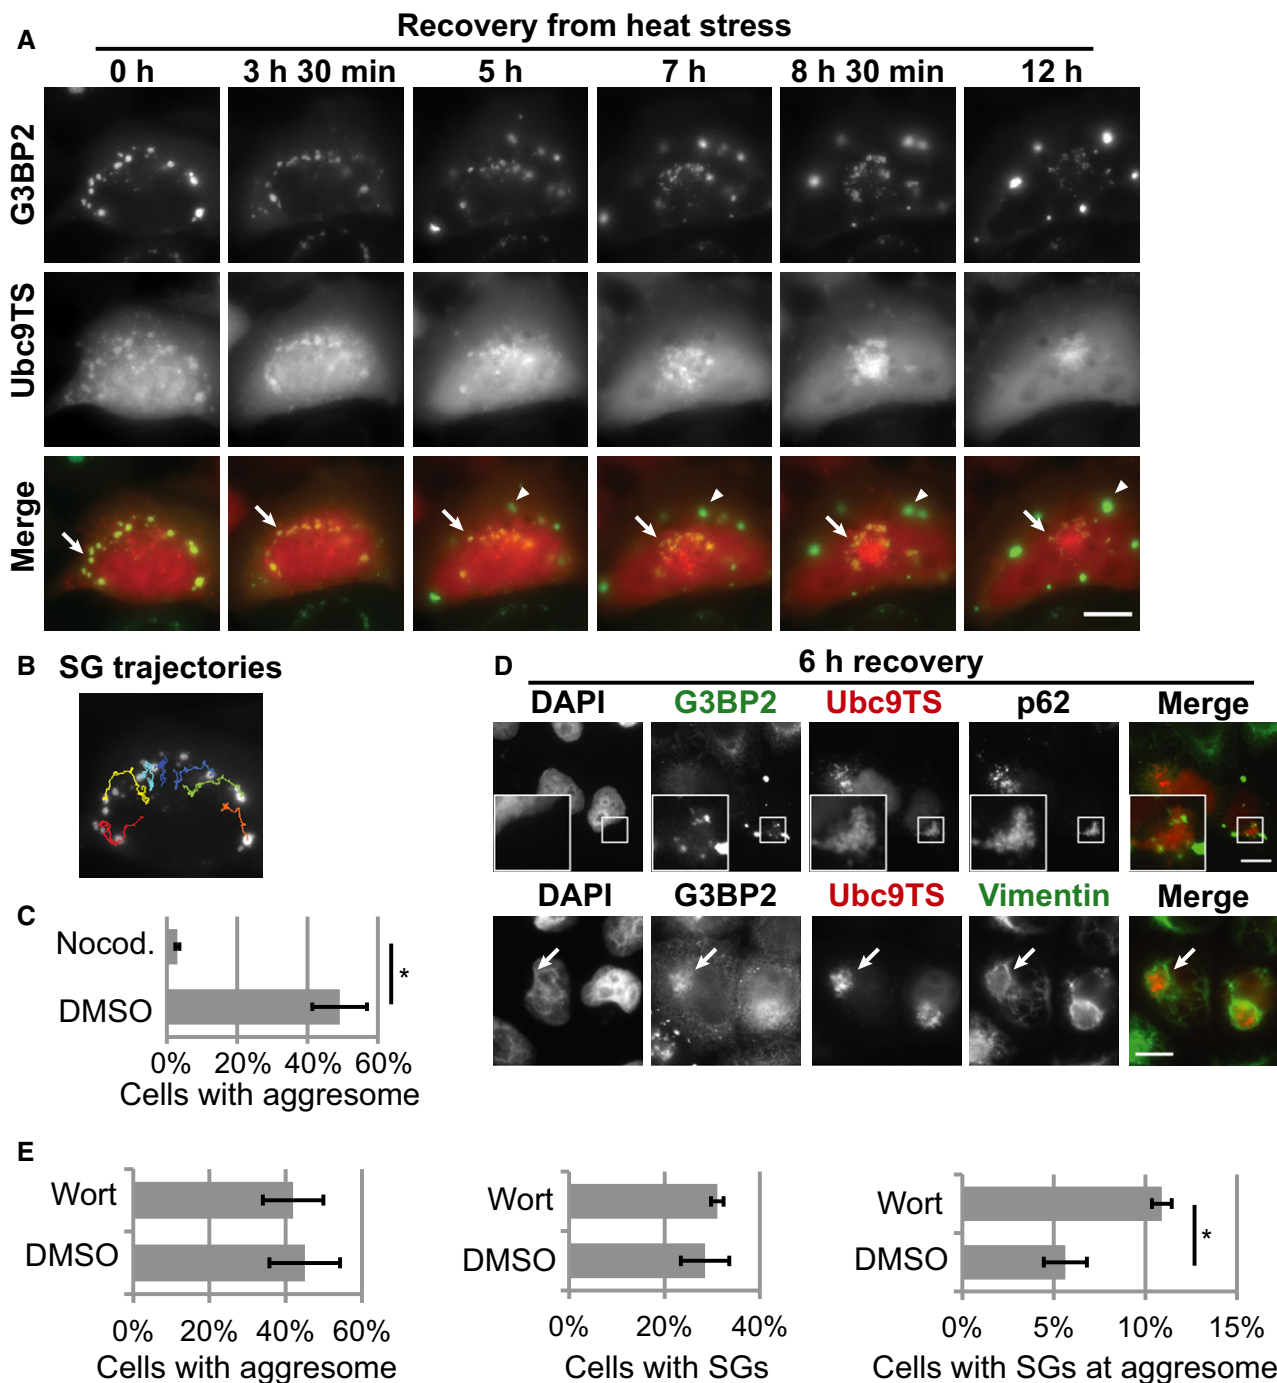 A
Recovery from heat stress
0 h 3 h 30 min 5 h 7 h 8 h 30 min 12 h
G3BP2
Ubc9TS
Merge
B SG trajectories
C
Nocod.
DMSO
*
0% 20% 40% 60%
Cells with aggresome
D
6 h recovery
DAPI G3BP2 Ubc9TS p62 Merge
DAPI G3BP2 Ubc9TS Vimentin Merge
E
Wort
DMSO
0% 20% 40% 60%
Cells with aggresome
Wort
DMSO
0% 20% 40%
Cells with SGs
Wort
DMSO
*
0% 5% 10% 15%
Cells with SGs at aggresome